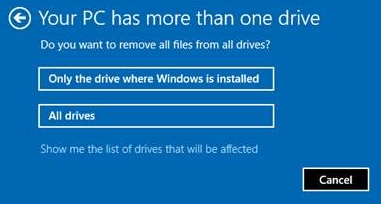 Your PC has more than one drive
Do you want to remove all files from all drives?
Only the drive where Windows is installed
All drives
Show me the list of drives that will be affected
Cancel